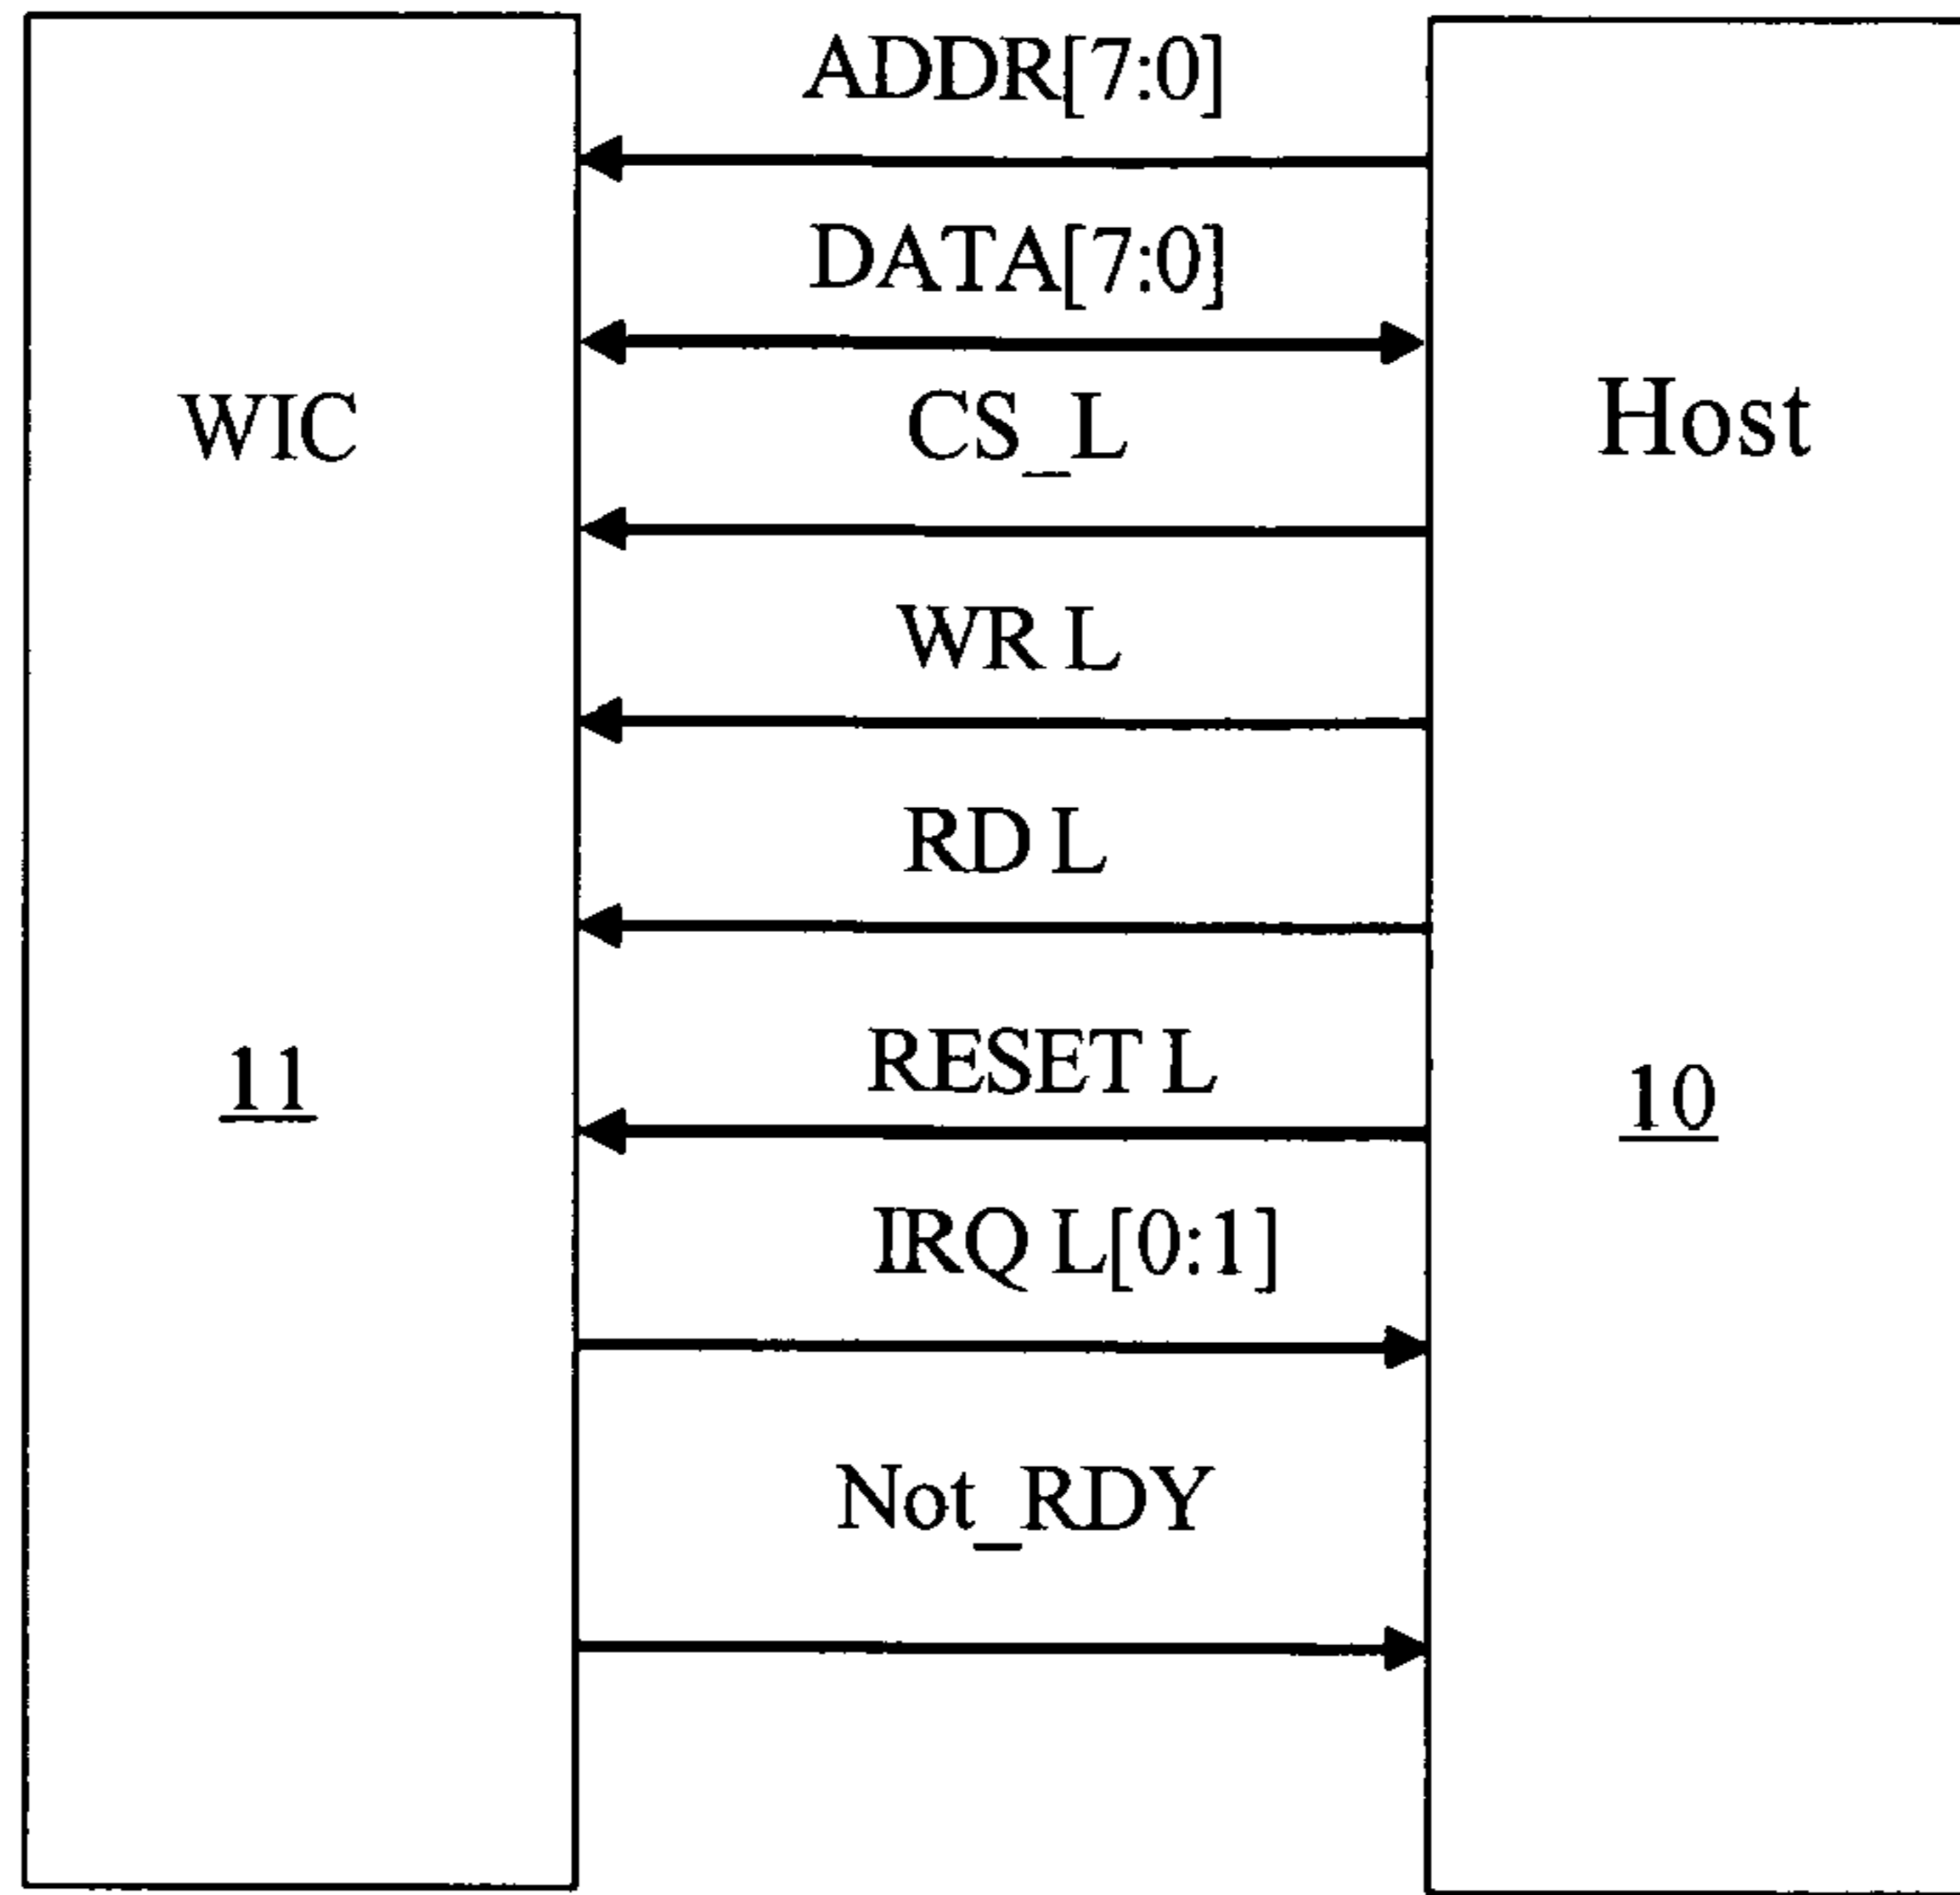 ADDR[7:0]
DATA[7:0]
WIC
CS_L
Host
WR L
RD L
RESET L
11
10
IRQ L[0:1]
Not_RDY